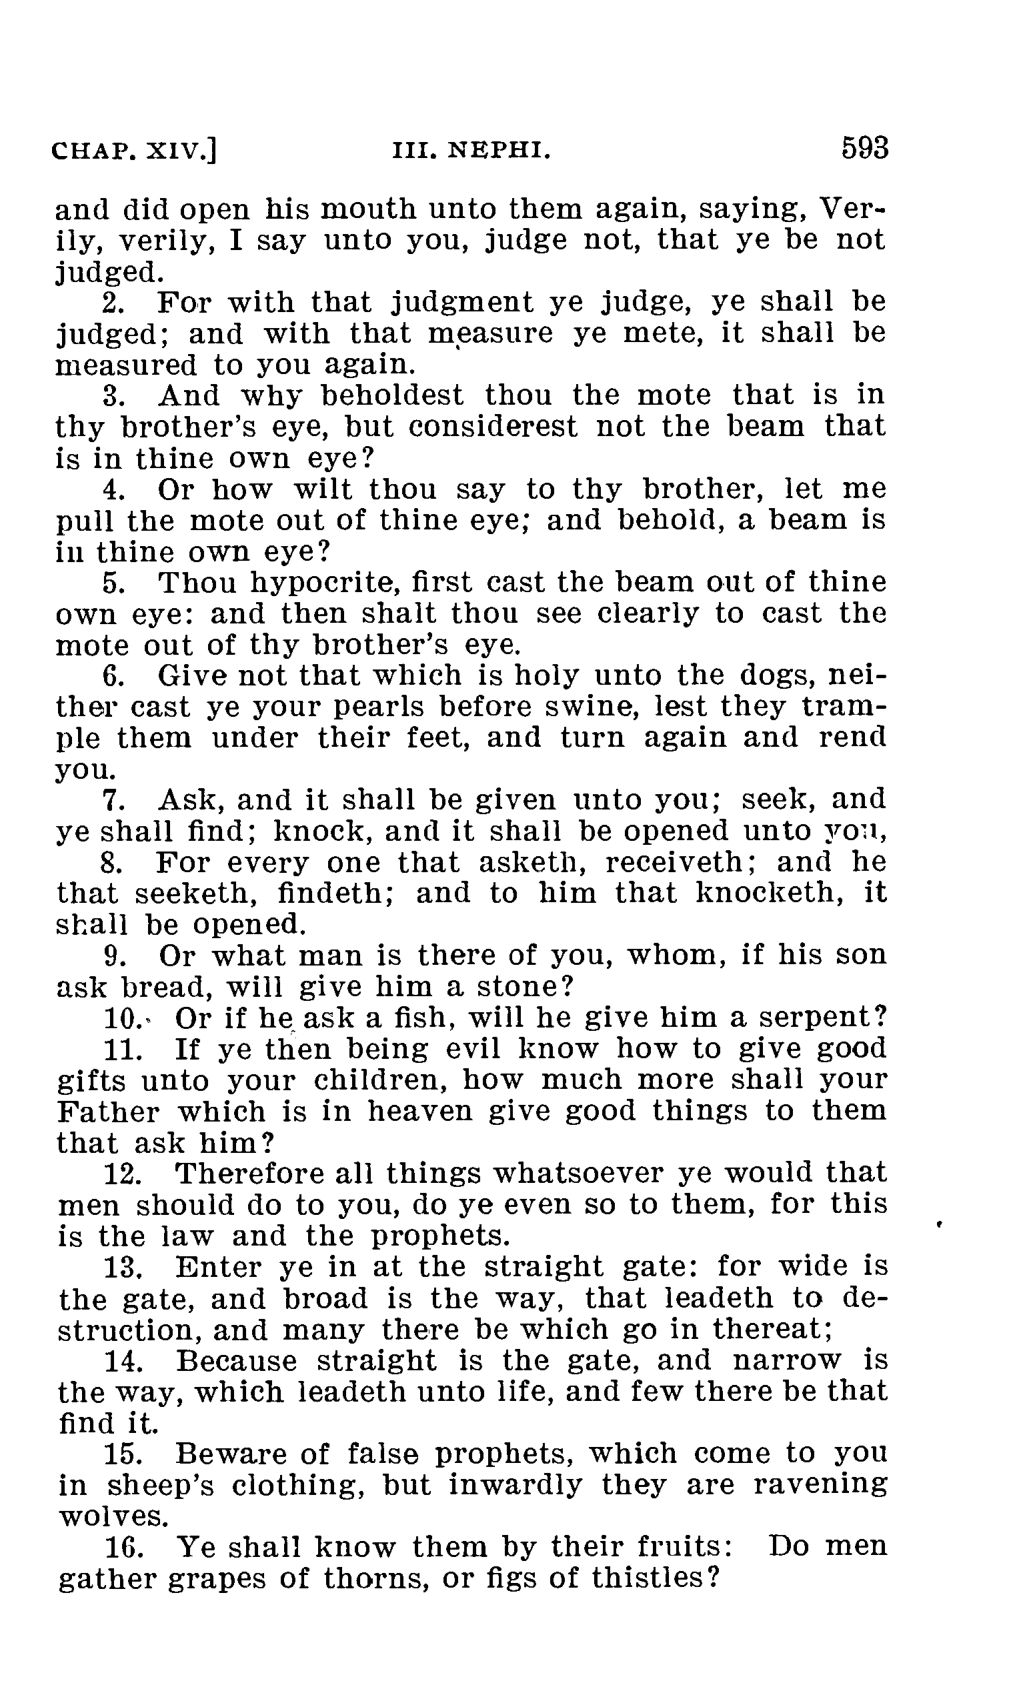 CHAP. XIV.] III. NEPHI. 593
and did open his mouth unto them again, saying, Ver-
ily, verily, I say unto you, judge not, that ye be not
judged.
2. For with that judgment ye judge, ye shall be
judged; and with that measure ye mete, it shall be
measured to you again.
3. And why beholdest thou the mote that is in
thy brother's eye, but considerest not the beam that
is in thine own eye?
4. Or how wilt thou say to thy brother, let me
pull the mote out of thine eye; and behold, a beam is
in thine own eye?
5. Thou hypocrite, first cast the beam out of thine
own eye: and then shalt thou see clearly to cast the
mote out of thy brother's eye.
6. Give not that which is holy unto the dogs, nei-
ther cast ye your pearls before swine, lest they tram-
ple them under their feet, and turn again and rend
you.
7. Ask, and it shall be given unto you; seek, and
ye shall find; knock, and it shall be opened unto you,
8. For every one that asketh, receiveth; and he
that seeketh, findeth; and to him that knocketh, it
shall be opened.
9. Or what man is there of you, whom, if his son
ask bread, will give him a stone?
10. Or if he ask a fish, will he give him a serpent?
11. If ye then being evil know how to give good
gifts unto your children, how much more shall your
Father which is in heaven give good things to them
that ask him?
12. Therefore all things whatsoever ye would that
men should do to you, do ye even so to them, for this
is the law and the prophets.
13. Enter ye in at the straight gate: for wide is
the gate, and broad is the way, that leadeth to de-
struction, and many there be which go in thereat;
14. Because straight is the gate, and narrow is
the way, which leadeth unto life, and few there be that
find it.
15. Beware of false prophets, which come to you
in sheep's clothing, but inwardly they are ravening
wolves.
16. Ye shall know them by their fruits: Do men
gather grapes of thorns, or figs of thistles?